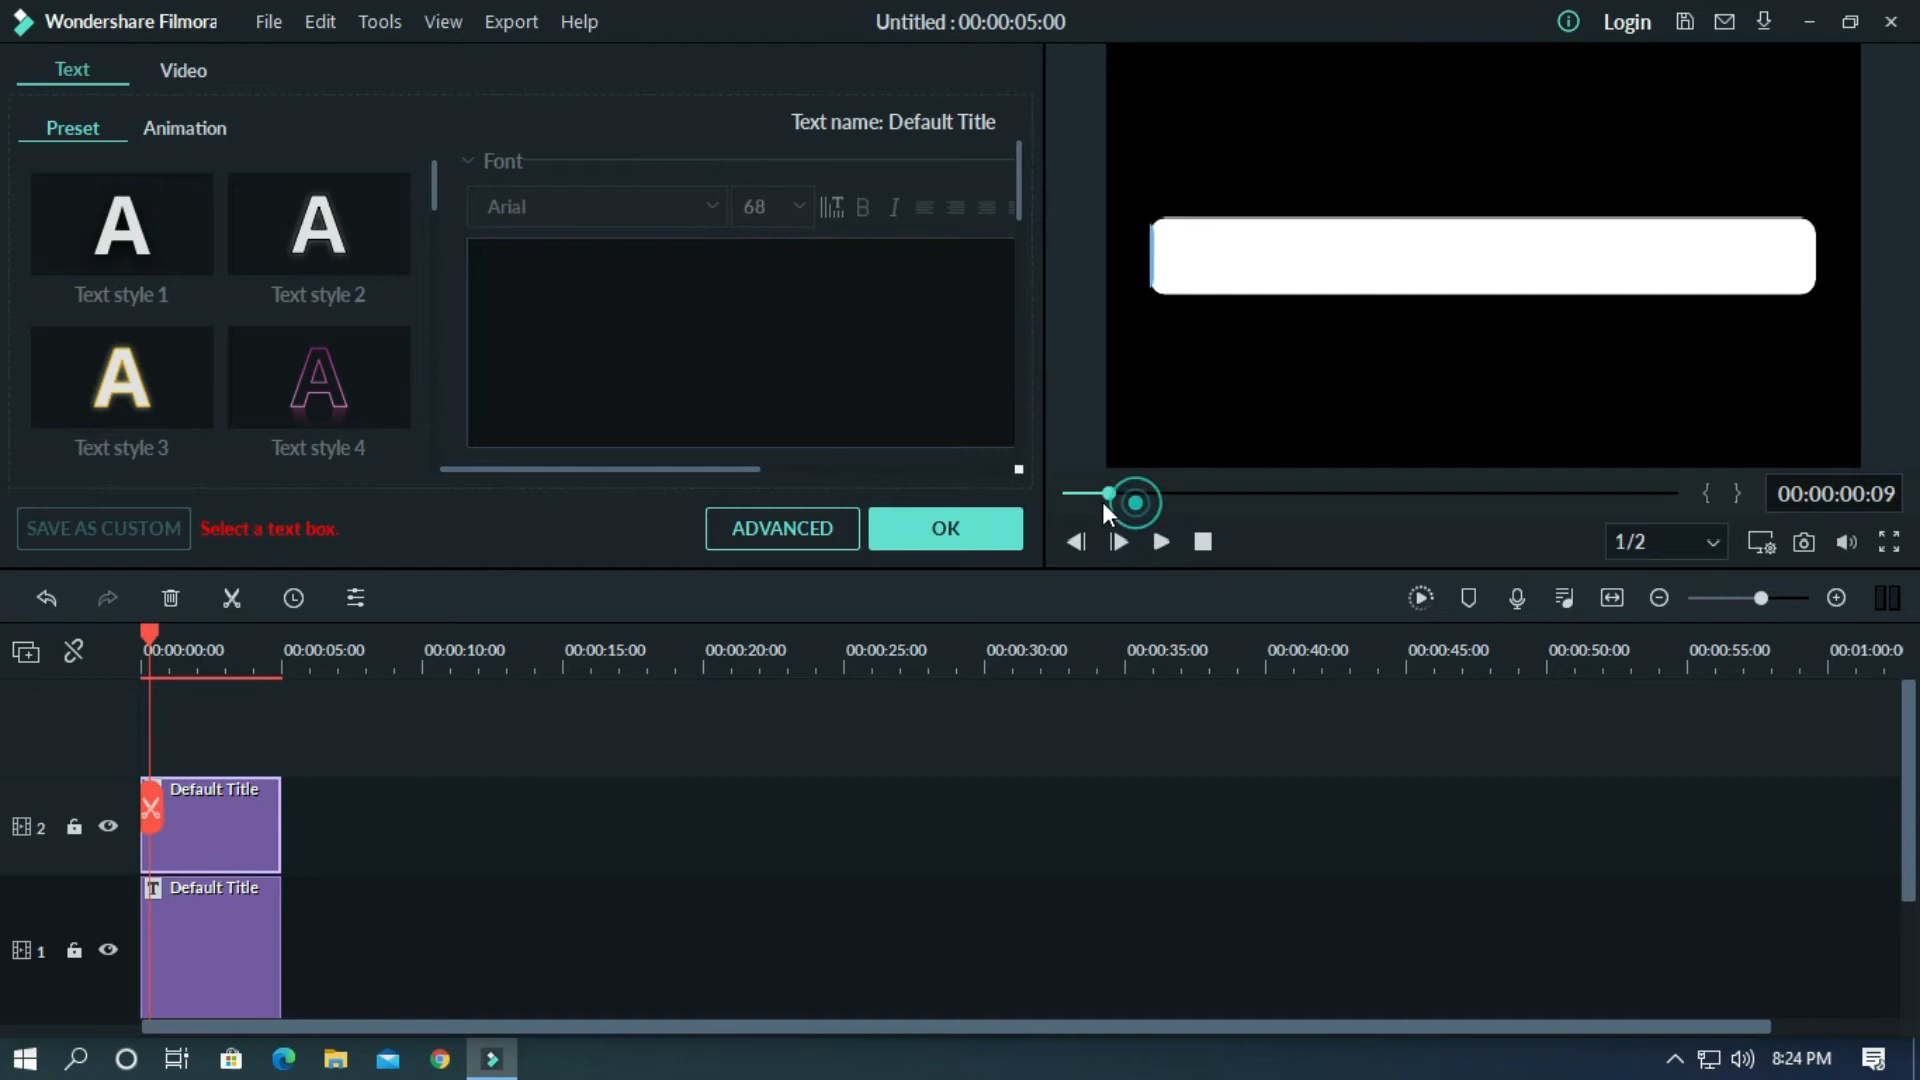 Wondershare Filmora File Edit Tools View Export Help Untitled : 00:00:05:00 Login
Text Video
Preset Animation Text name: Default Title
Font
Arial 68 B I
A A
Text style 1 Text style 2
A A
Text style 3 Text style 4
SAVE AS CUSTOM Select a text box. ADVANCED OK
{ } 00:00:00:09
1/2
00:00:00:00 00:00:05:00 00:00:10:00 00:00:15:00 00:00:20:00 00:00:25:00 00:00:30:00 00:00:35:00 00:00:40:00 00:00:45:00 00:00:50:00 00:00:55:00 00:01:00:0
Default Title
2
T Default Title
1
8:24 PM